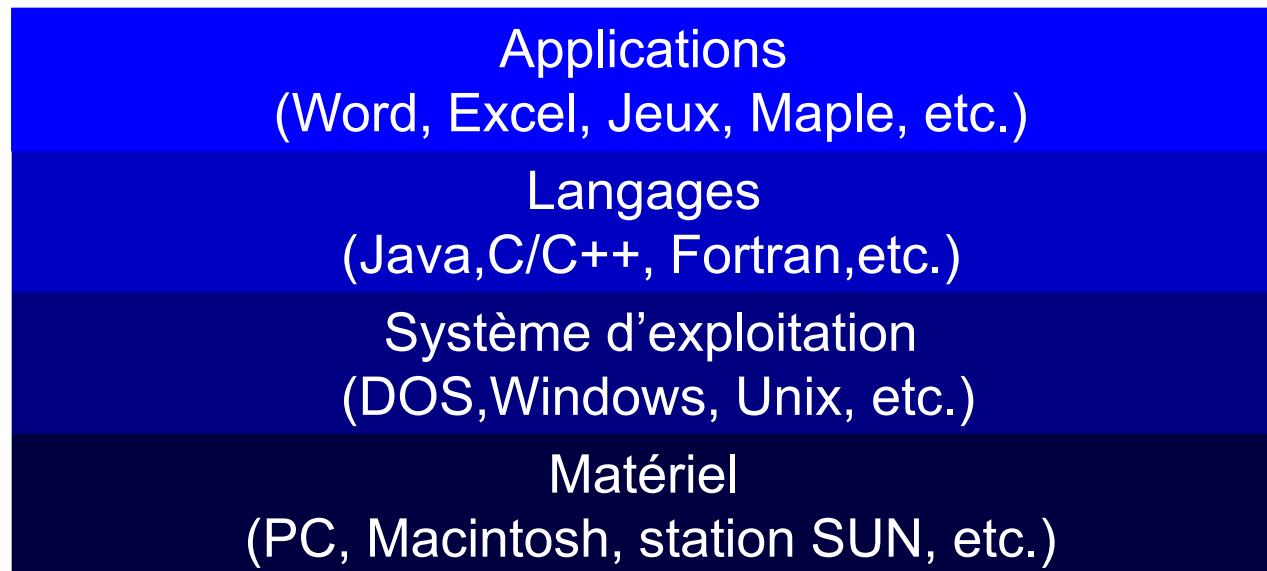 Applications
(Word, Excel, Jeux, Maple, etc.)
Langages
(Java,C/C++, Fortran,etc.)
Système d’exploitation
(DOS,Windows, Unix, etc.)
Matériel
(PC, Macintosh, station SUN, etc.)